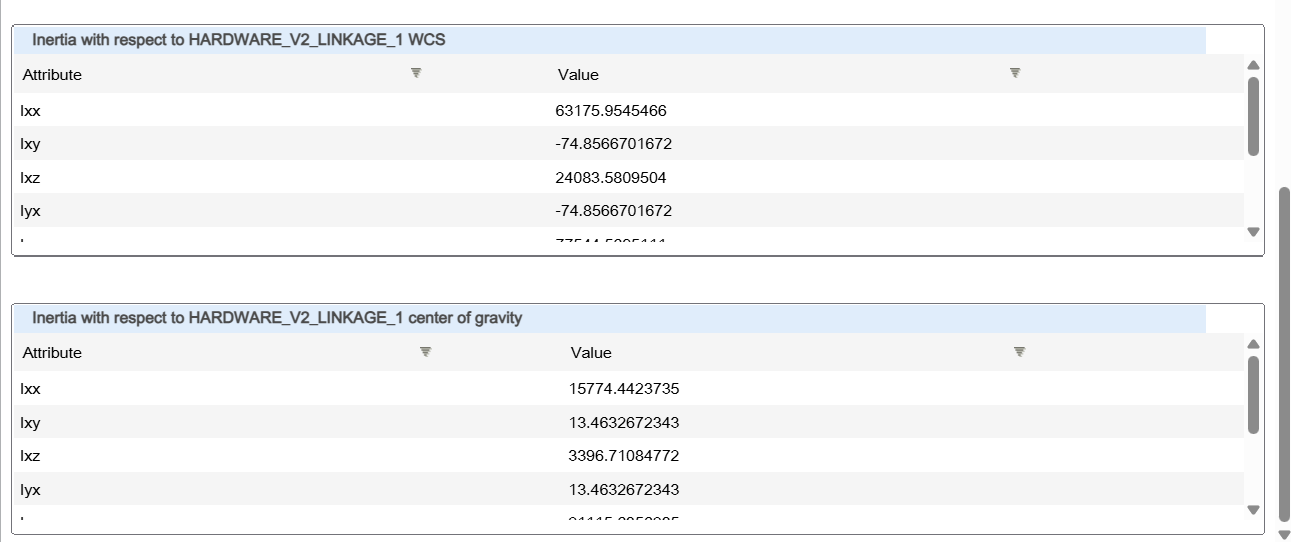 Inertia with respect to HARDWARE_V2_LINKAGE_1 WCS
Attribute Value
Ixx 63175.9545466
Ixy -74.8566701672
Ixz 24083.5809504
Iyx -74.8566701672
Inertia with respect to HARDWARE_V2_LINKAGE_1 center of gravity
Attribute Value
Ixx 15774.4423735
Ixy 13.4632672343
Ixz 3396.71084772
Iyx 13.4632672343